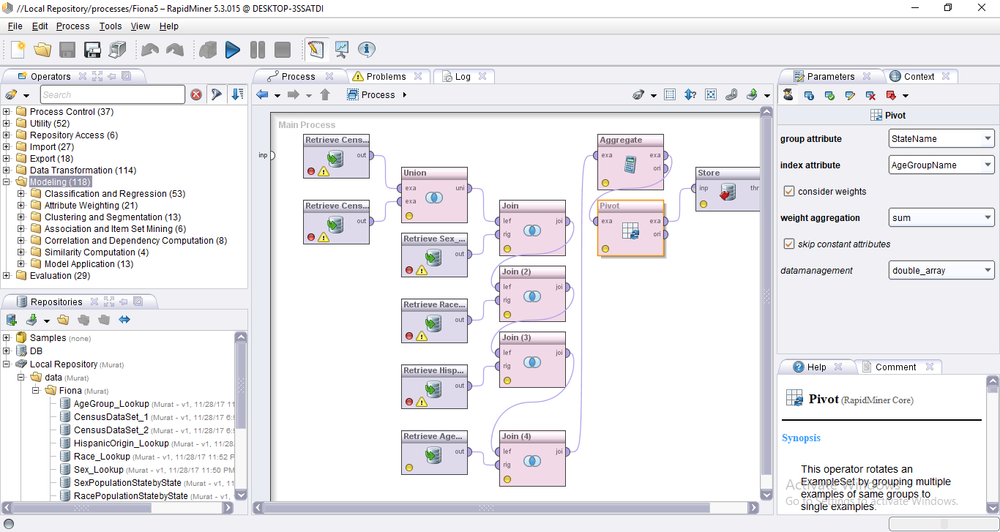 //Local Repository/processes/Fiona5 – RapidMiner 5.3.015 @ DESKTOP-3SSATDI
File Edit Process Tools View Help
Operators
Search
Process Control (37)
Utility (52)
Repository Access (6)
Import (27)
Export (18)
Data Transformation (114)
Modeling (118)
Classification and Regression (53)
Attribute Weighting (21)
Clustering and Segmentation (13)
Association and Item Set Mining (6)
Correlation and Dependency Computation (8)
Similarity Computation (4)
Model Application (13)
Evaluation (29)
Repositories
Samples (none)
DB
Local Repository (Murat)
data (Murat)
Fiona (Murat)
AgeGroup_Lookup (Murat - v1, 11/28/17 11
CensusDataSet_1 (Murat - v1, 11/28/17 6:
CensusDataSet_2 (Murat - v1, 11/28/17 6:
HispanicOrigin_Lookup (Murat - v1, 11/28/
Race_Lookup (Murat - v1, 11/28/17 11:52 P
Sex_Lookup (Murat - v1, 11/28/17 11:50 PM
SexPopulationStatebyState (Murat - v1, 11
RacePopulationStatebyState (Murat - v1,
Process Problems Log
Process
Main Process
inp
Retrieve Cens...
out
Retrieve Cens...
out
Union
exa uni
exa
Retrieve Sex_...
out
Retrieve Race...
out
Retrieve Hisp...
out
Retrieve Age...
out
Join
lef joi
rig
Join (2)
lef joi
rig
Join (3)
lef joi
rig
Join (4)
lef joi
rig
Aggregate
exa exa
ori
Pivot
exa exa
ori
Store
inp thr
Parameters Context
Pivot
group attribute StateName
index attribute AgeGroupName
consider weights
weight aggregation sum
skip constant attributes
datamanagement double_array
Help Comment
Pivot (RapidMiner Core)
Synopsis
This operator rotates an
ExampleSet by grouping multiple
examples of same groups to
single examples.
Activate Windows
Go to Settings to activate Windows.